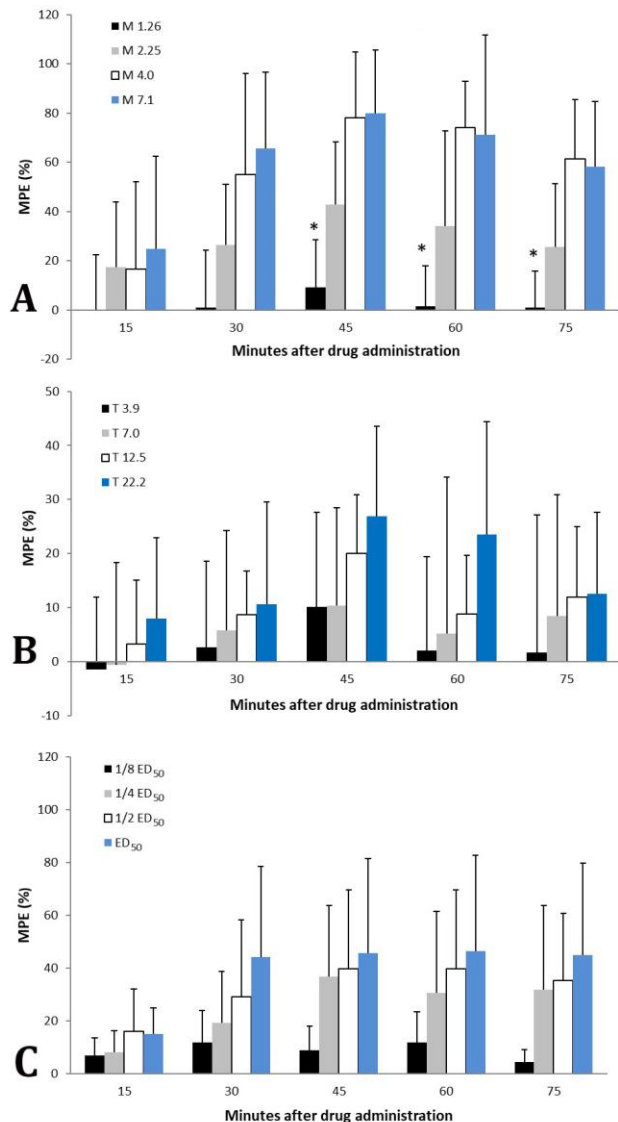 120
M 1.26
M 2.25
100
M 4.0
80
M 7.1
MPE (%)
60
40
20
* * *
0
A
15 30 45 60 75
-20
Minutes after drug administration
50
T 3.9
T 7.0
40
T 12.5
T 22.2
30
MPE (%)
20
10
0
B
15 30 45 60 75
-10
Minutes after drug administration
120
1/8 ED50
1/4 ED50
100
1/2 ED50
ED50
80
MPE (%)
60
40
20
0
C
15 30 45 60 75
Minutes after drug administration